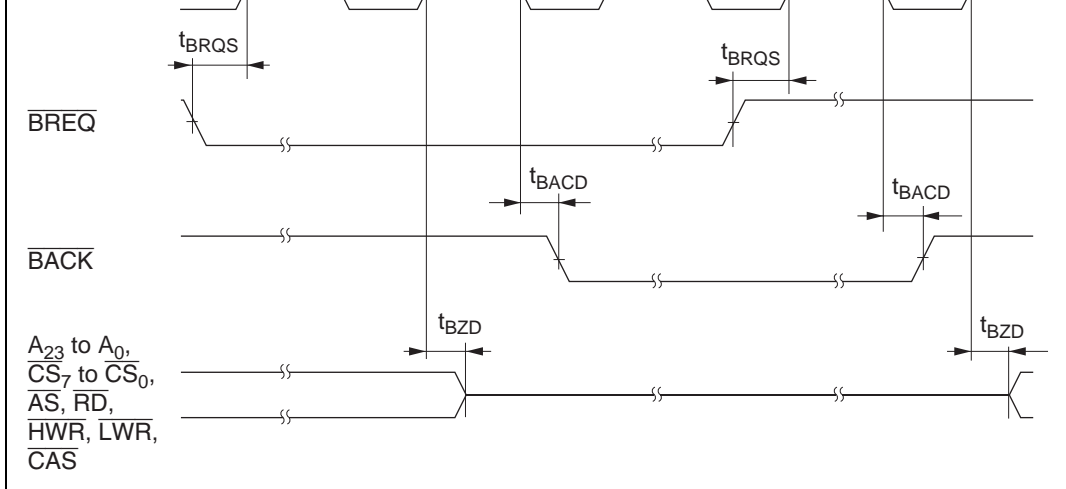 tBRQS
tBRQS
BREQ
tBACD
tBACD
BACK
tBZD
tBZD
A23 to A0,
CS7 to CS0,
AS, RD,
HWR, LWR,
CAS